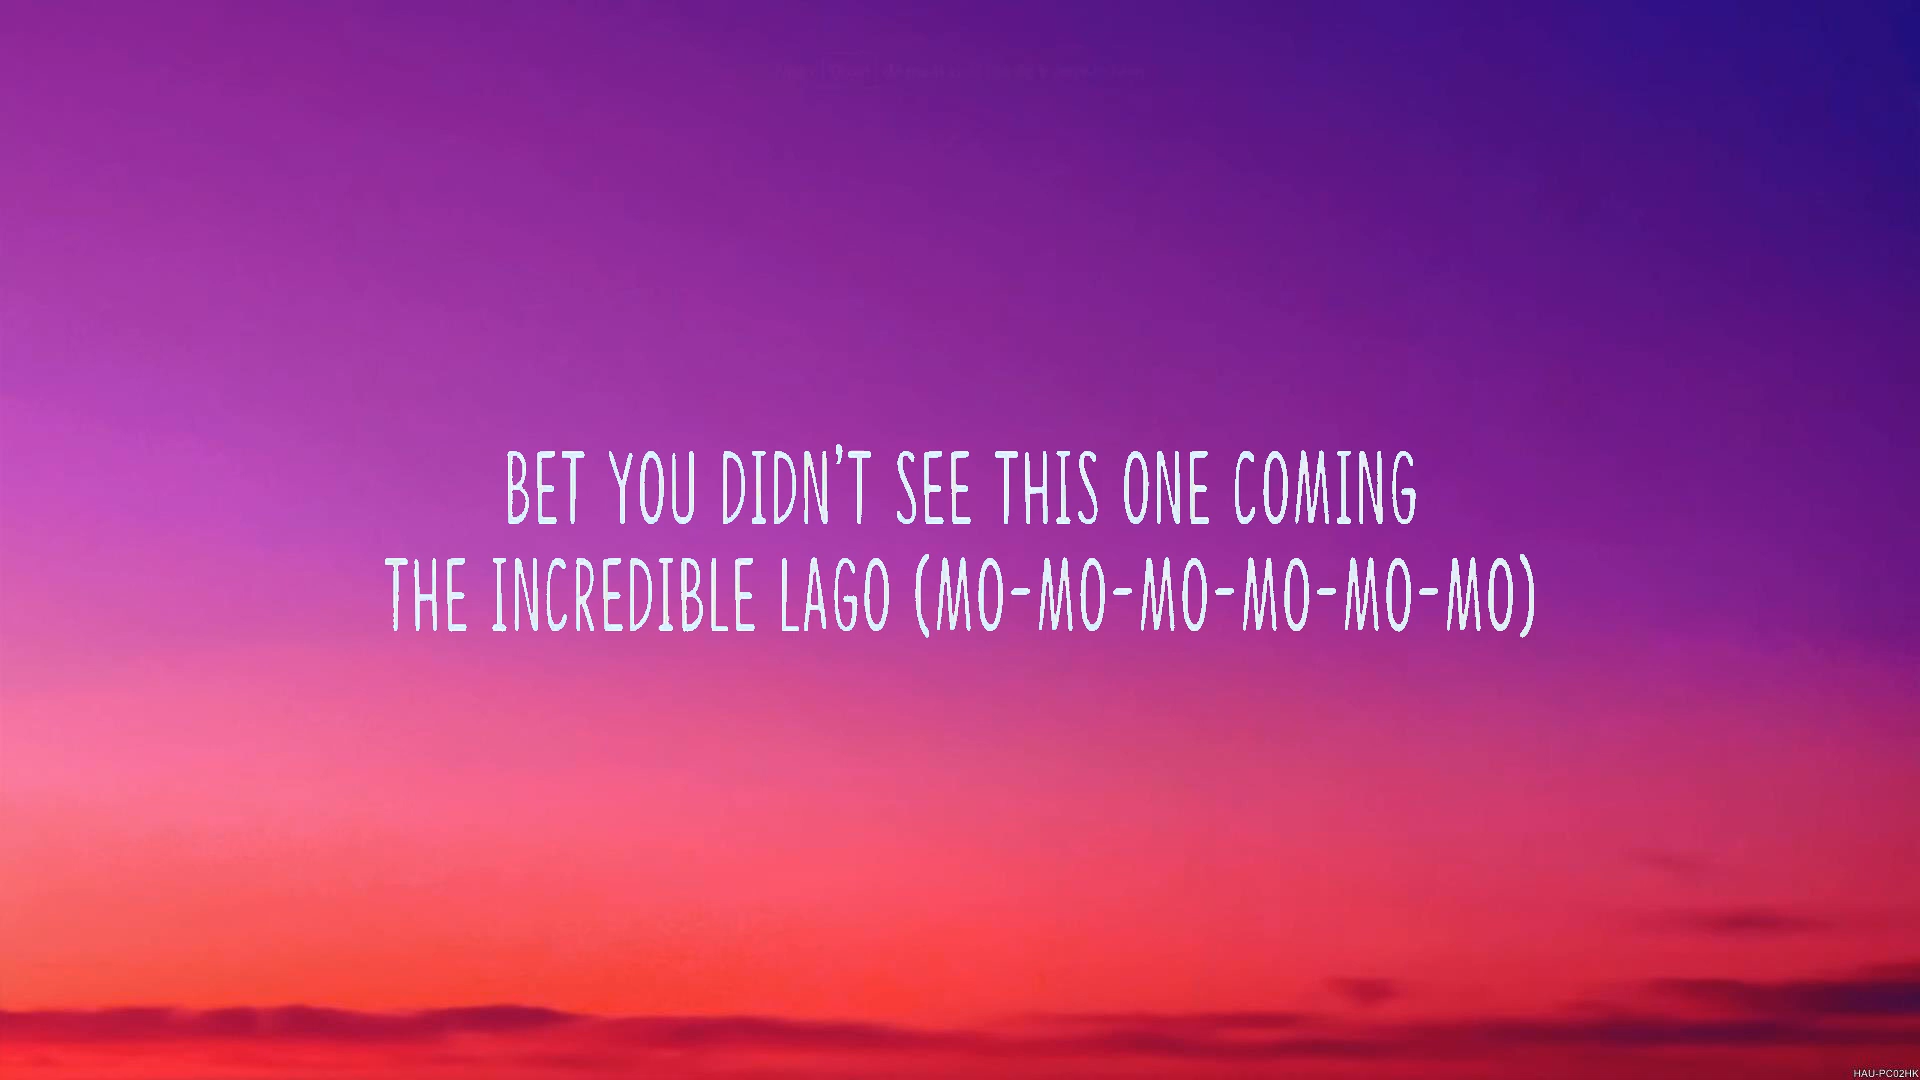 BET YOU DIDN'T SEE THIS ONE COMING
THE INCREDIBLE LAGO (MO-MO-MO-MO-MO-MO)
HAU-PC02HK